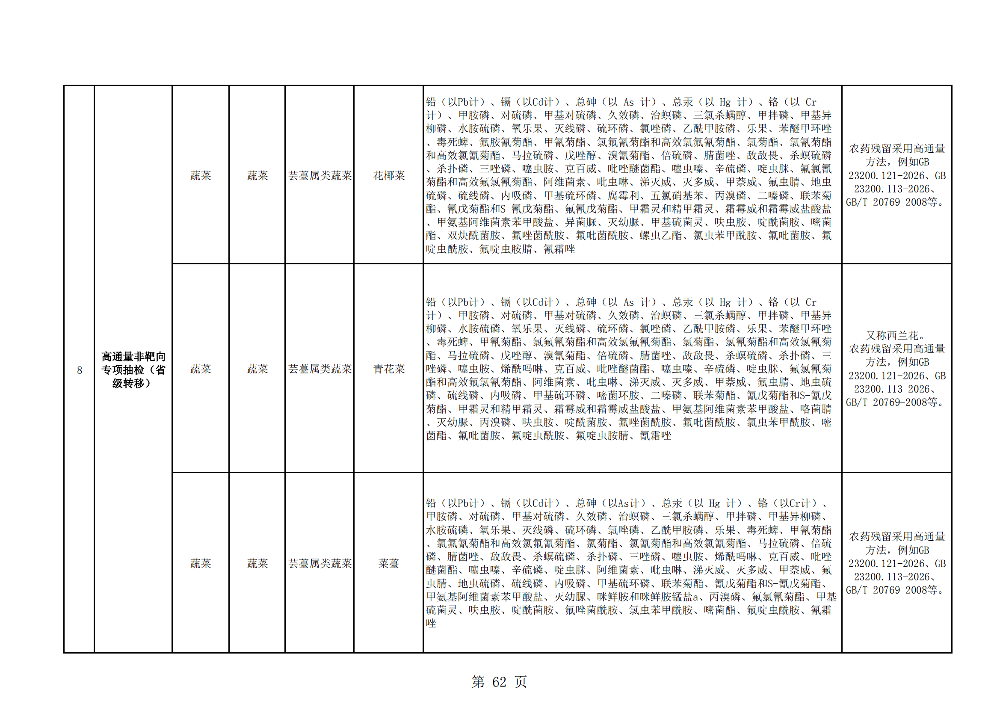 8
高通量非靶向
专项抽检（省
级转移）
蔬菜
蔬菜
芸薹属类蔬菜
花椰菜
铅（以Pb计）、镉（以Cd计）、总砷（以 As 计）、总汞（以 Hg 计）、铬（以 Cr
计）、甲胺磷、对硫磷、甲基对硫磷、久效磷、治螟磷、三氯杀螨醇、甲拌磷、甲基异
柳磷、水胺硫磷、氧乐果、灭线磷、硫环磷、氯唑磷、乙酰甲胺磷、乐果、苯醚甲环唑
、毒死蜱、氟胺氰菊酯、甲氰菊酯、氯氟氰菊酯和高效氯氟氰菊酯、氯菊酯、氯氰菊酯
和高效氯氰菊酯、马拉硫磷、戊唑醇、溴氰菊酯、倍硫磷、腈菌唑、敌敌畏、杀螟硫磷
、杀扑磷、三唑磷、噻虫胺、克百威、吡唑醚菌酯、噻虫嗪、辛硫磷、啶虫脒、氟氯氰
菊酯和高效氟氯氰菊酯、阿维菌素、吡虫啉、涕灭威、灭多威、甲萘威、氟虫腈、地虫
硫磷、硫线磷、内吸磷、甲基硫环磷、腐霉利、五氯硝基苯、丙溴磷、二嗪磷、联苯菊
酯、氰戊菊酯和S-氰戊菊酯、氟氰戊菊酯、甲霜灵和精甲霜灵、霜霉威和霜霉威盐酸盐
、甲氨基阿维菌素苯甲酸盐、异菌脲、灭幼脲、甲基硫菌灵、呋虫胺、啶酰菌胺、嘧菌
酯、双炔酰菌胺、氟唑菌酰胺、氟吡菌酰胺、螺虫乙酯、氯虫苯甲酰胺、氟吡菌胺、氟
啶虫酰胺、氟啶虫胺腈、氰霜唑
农药残留采用高通量
方法，例如GB
23200.121-2026、GB
23200.113-2026、
GB/T 20769-2008等。
蔬菜
蔬菜
芸薹属类蔬菜
青花菜
铅（以Pb计）、镉（以Cd计）、总砷（以 As 计）、总汞（以 Hg 计）、铬（以 Cr
计）、甲胺磷、对硫磷、甲基对硫磷、久效磷、治螟磷、三氯杀螨醇、甲拌磷、甲基异
柳磷、水胺硫磷、氧乐果、灭线磷、硫环磷、氯唑磷、乙酰甲胺磷、乐果、苯醚甲环唑
、毒死蜱、甲氰菊酯、氯氟氰菊酯和高效氯氟氰菊酯、氯菊酯、氯氰菊酯和高效氯氰菊
酯、马拉硫磷、戊唑醇、溴氰菊酯、倍硫磷、腈菌唑、敌敌畏、杀螟硫磷、杀扑磷、三
唑磷、噻虫胺、烯酰吗啉、克百威、吡唑醚菌酯、噻虫嗪、辛硫磷、啶虫脒、氟氯氰菊
酯和高效氟氯氰菊酯、阿维菌素、吡虫啉、涕灭威、灭多威、甲萘威、氟虫腈、地虫硫
磷、硫线磷、内吸磷、甲基硫环磷、嘧菌环胺、二嗪磷、联苯菊酯、氰戊菊酯和S-氰戊
菊酯、甲霜灵和精甲霜灵、霜霉威和霜霉威盐酸盐、甲氨基阿维菌素苯甲酸盐、咯菌腈
、灭幼脲、丙溴磷、呋虫胺、啶酰菌胺、氟唑菌酰胺、氟吡菌酰胺、氯虫苯甲酰胺、嘧
菌酯、氟吡菌胺、氟啶虫酰胺、氟啶虫胺腈、氰霜唑
又称西兰花。
农药残留采用高通量
方法，例如GB
23200.121-2026、GB
23200.113-2026、
GB/T 20769-2008等。
蔬菜
蔬菜
芸薹属类蔬菜
菜薹
铅（以Pb计）、镉（以Cd计）、总砷（以As计）、总汞（以 Hg 计）、铬（以Cr计）、
甲胺磷、对硫磷、甲基对硫磷、久效磷、治螟磷、三氯杀螨醇、甲拌磷、甲基异柳磷、
水胺硫磷、氧乐果、灭线磷、硫环磷、氯唑磷、乙酰甲胺磷、乐果、毒死蜱、甲氰菊酯
、氯氟氰菊酯和高效氯氟氰菊酯、氯菊酯、氯氰菊酯和高效氯氰菊酯、马拉硫磷、倍硫
磷、腈菌唑、敌敌畏、杀螟硫磷、杀扑磷、三唑磷、噻虫胺、烯酰吗啉、克百威、吡唑
醚菌酯、噻虫嗪、辛硫磷、啶虫脒、阿维菌素、吡虫啉、涕灭威、灭多威、甲萘威、氟
虫腈、地虫硫磷、硫线磷、内吸磷、甲基硫环磷、联苯菊酯、氰戊菊酯和S-氰戊菊酯、
甲氨基阿维菌素苯甲酸盐、灭幼脲、咪鲜胺和咪鲜胺锰盐a、丙溴磷、氟氯氰菊酯、甲基
硫菌灵、呋虫胺、啶酰菌胺、氟唑菌酰胺、氯虫苯甲酰胺、嘧菌酯、氟啶虫酰胺、氰霜
唑
农药残留采用高通量
方法，例如GB
23200.121-2026、GB
23200.113-2026、
GB/T 20769-2008等。
第 62 页